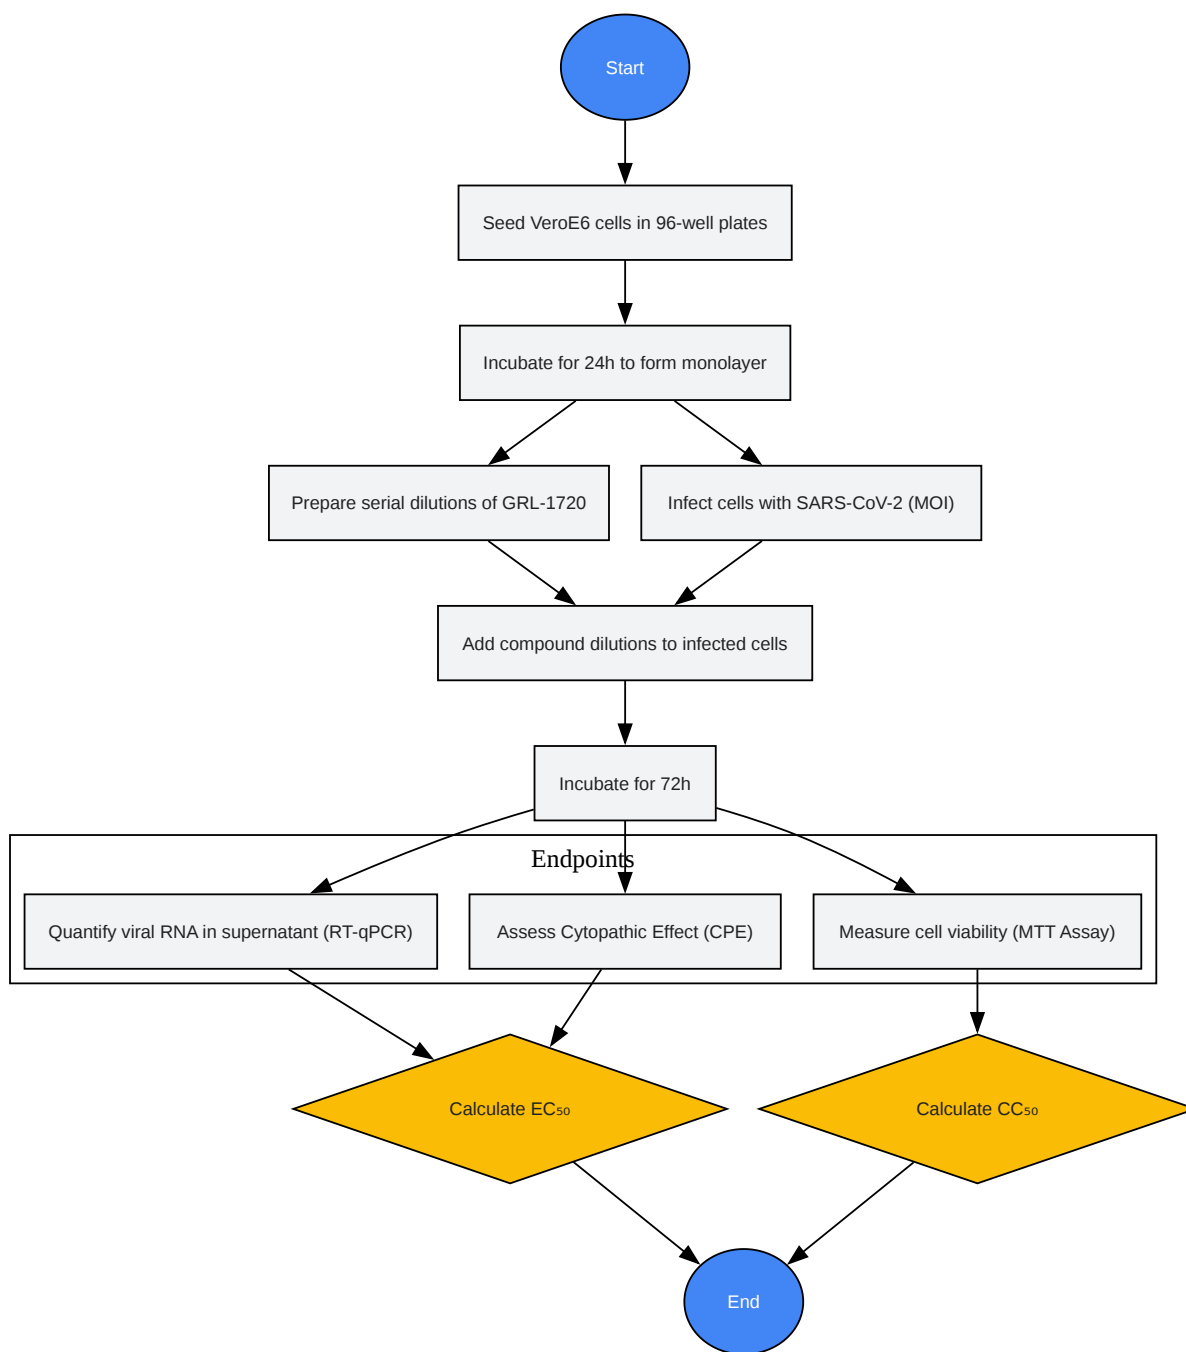 Start
Seed VeroE6 cells in 96-well plates
Incubate for 24h to form monolayer
Prepare serial dilutions of GRL-1720
Infect cells with SARS-CoV-2 (MOI)
Add compound dilutions to infected cells
Incubate for 72h
Endpoints
Quantify viral RNA in supernatant (RT-qPCR)
Assess Cytopathic Effect (CPE)
Measure cell viability (MTT Assay)
Calculate EC₅₀
Calculate CC₅₀
End